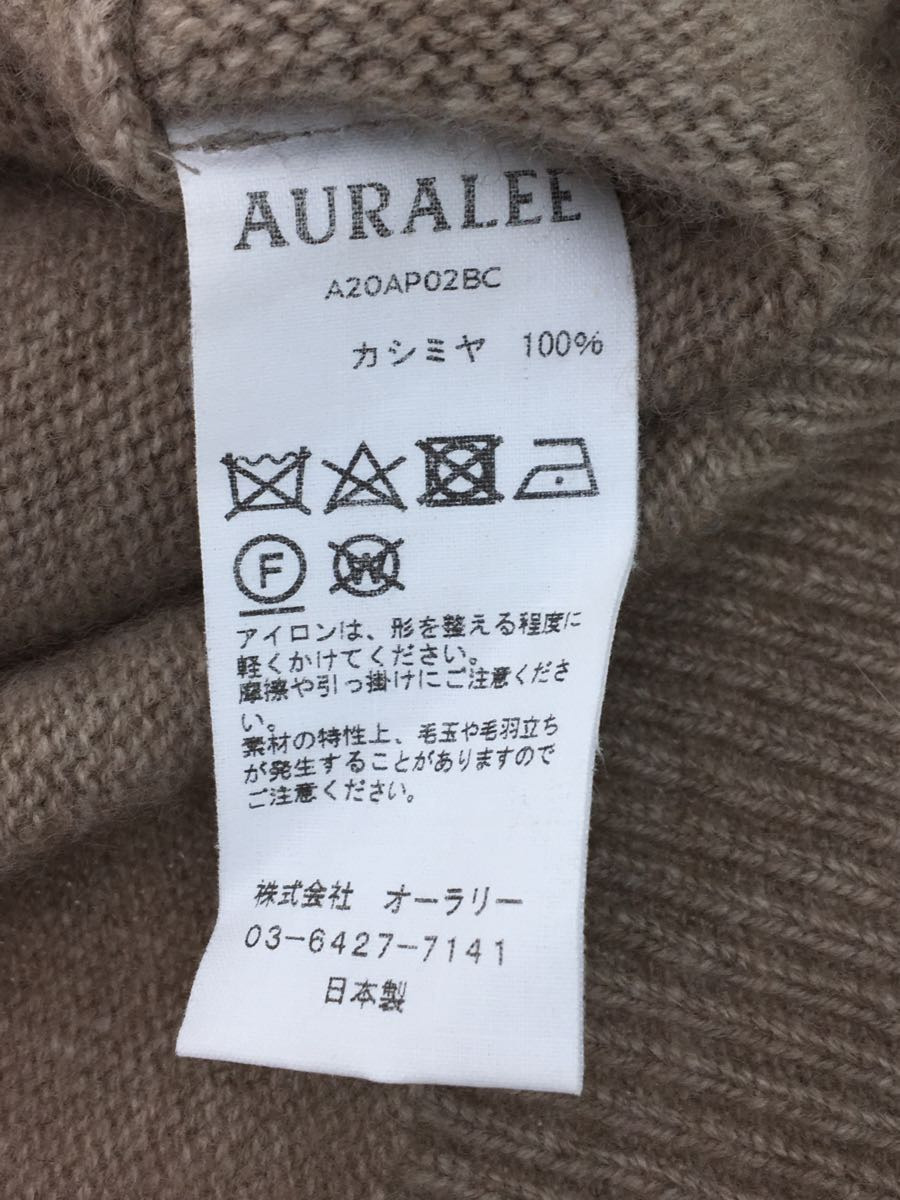 AURALEE
A20AP02BC
カシミヤ 100%
F
W
アイロンは、形を整える程度に
軽くかけてください。
摩擦や引っ掛けにご注意くださ
い。
素材の特性上、毛玉や毛羽立ち
が発生することがありますので
ご注意ください。
株式会社 オーラリー
03-6427-7141
日本製